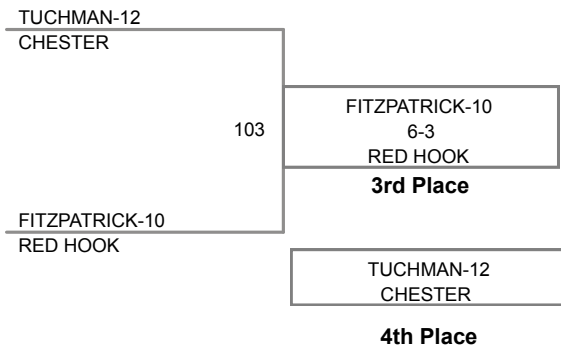 TUCHMAN-12
CHESTER
103
FITZPATRICK-10
6-3
RED HOOK
3rd Place
FITZPATRICK-10
RED HOOK
TUCHMAN-12
CHESTER
4th Place